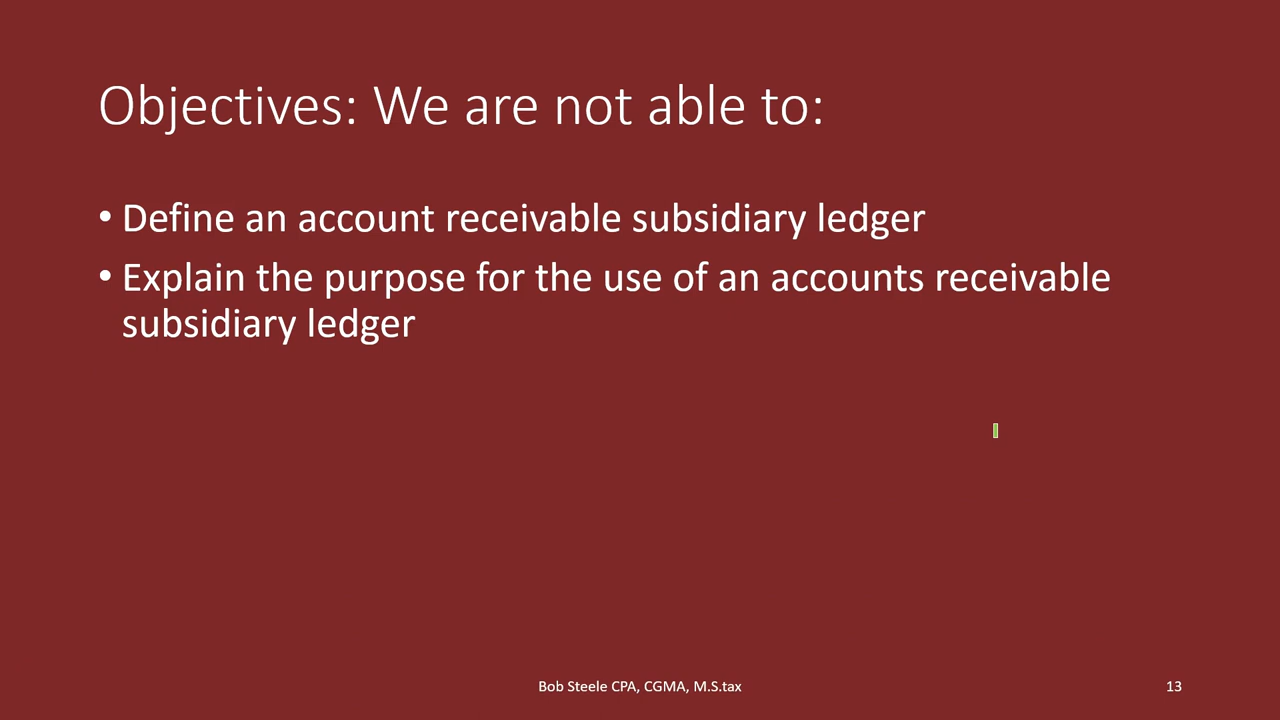 Objectives: We are not able to:
• Define an account receivable subsidiary ledger
• Explain the purpose for the use of an accounts receivable
subsidiary ledger
Bob Steele CPA, CGMA, M.S.tax
13